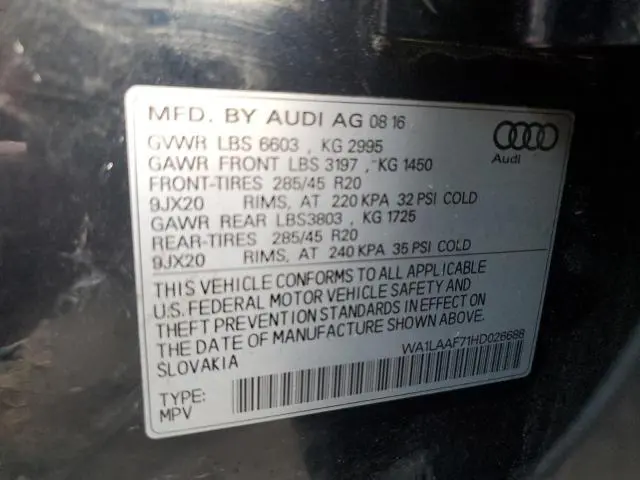 MFD. BY AUDI AG 08 16
GVWR LBS 6603 , KG 2995
GAWR FRONT LBS 3197 , KG 1450
FRONT-TIRES 285/45 R20
9JX20 RIMS, AT 220 KPA 32 PSI COLD
GAWR REAR LBS3803 , KG 1725
REAR-TIRES 285/45 R20
9JX20 RIMS, AT 240 KPA 35 PSI COLD
Audi
THIS VEHICLE CONFORMS TO ALL APPLICABLE
U.S. FEDERAL MOTOR VEHICLE SAFETY AND
THEFT PREVENTION STANDARDS IN EFFECT ON
THE DATE OF MANUFACTURE SHOWN ABOVE.
SLOVAKIA
WA1LAAF71HD026688
TYPE:
MPV